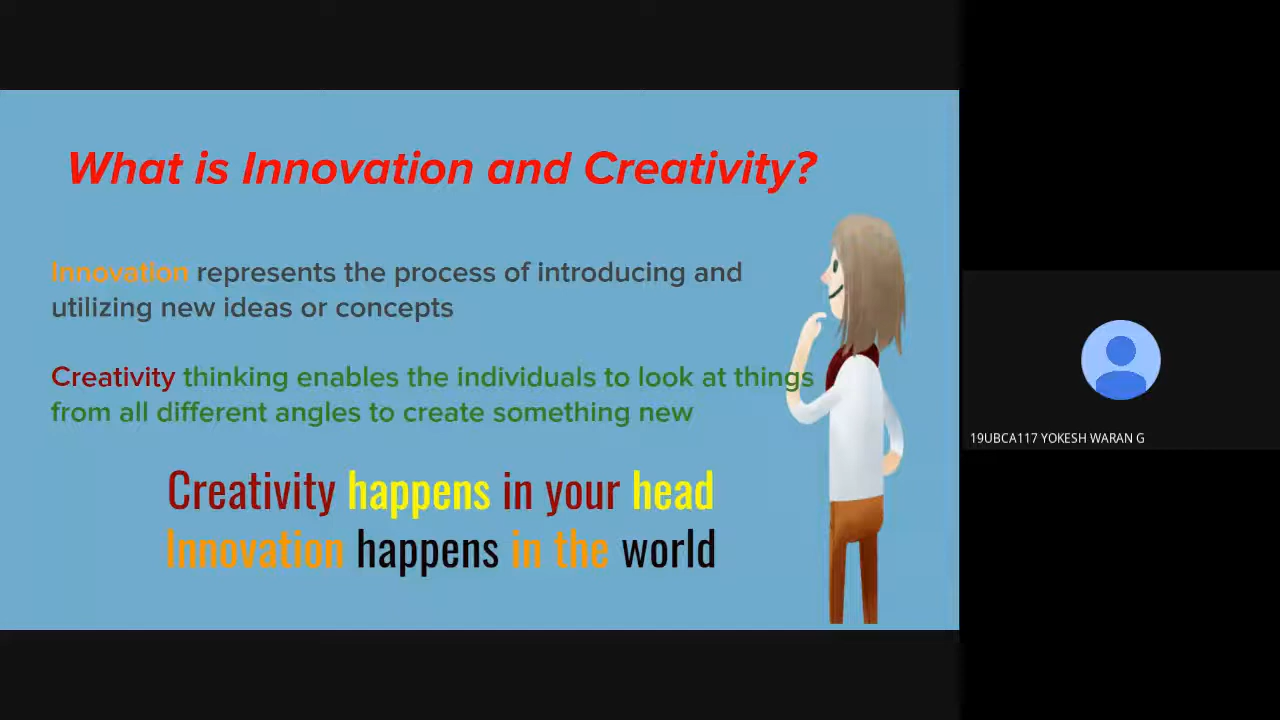 What is Innovation and Creativity?
Innovation represents the process of introducing and
utilizing new ideas or concepts
Creativity thinking enables the individuals to look at things
from all different angles to create something new
Creativity happens in your head
Innovation happens in the world
19UBCA117 YOKESH WARAN G